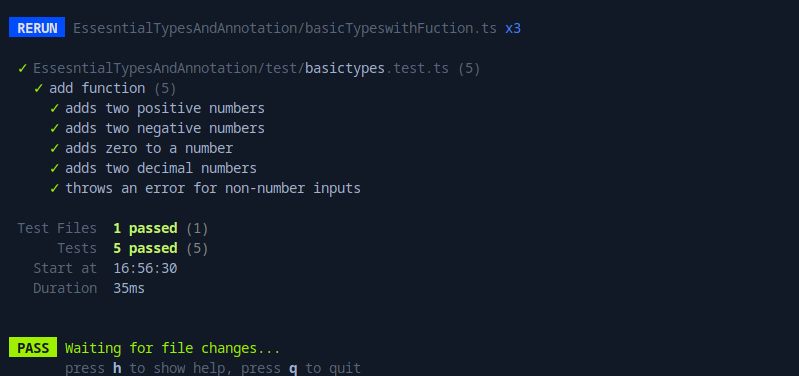 RERUN EssesntialTypesAndAnnotation/basicTypeswithFuction.ts x3
✓ EssesntialTypesAndAnnotation/test/basictypes.test.ts (5)
✓ add function (5)
✓ adds two positive numbers
✓ adds two negative numbers
✓ adds zero to a number
✓ adds two decimal numbers
✓ throws an error for non-number inputs
Test Files 1 passed (1)
Tests 5 passed (5)
Start at 16:56:30
Duration 35ms
PASS Waiting for file changes...
press h to show help, press q to quit